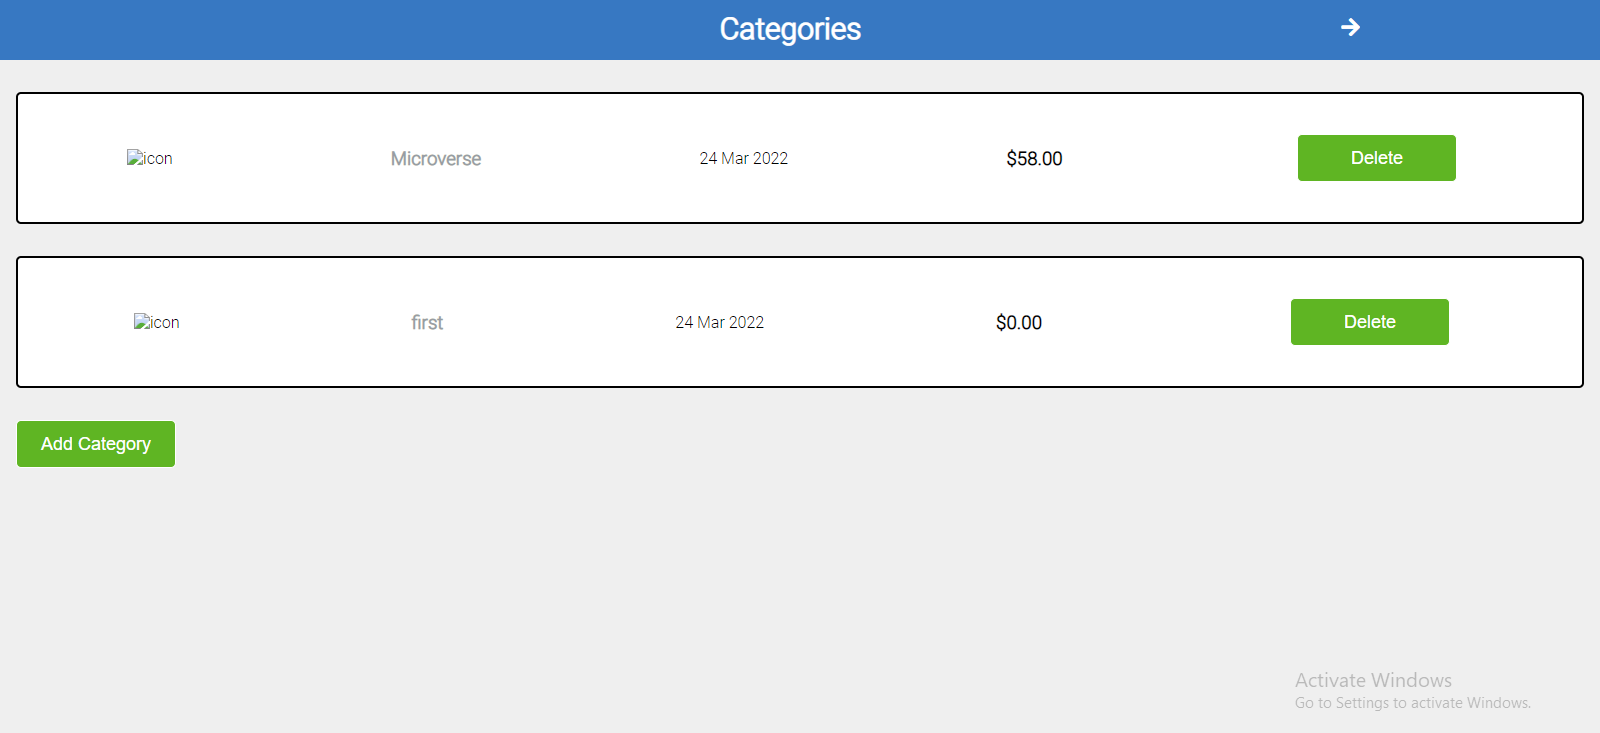 Categories
icon Microverse 24 Mar 2022 $58.00 Delete
icon first 24 Mar 2022 $0.00 Delete
Add Category
Activate Windows
Go to Settings to activate Windows.